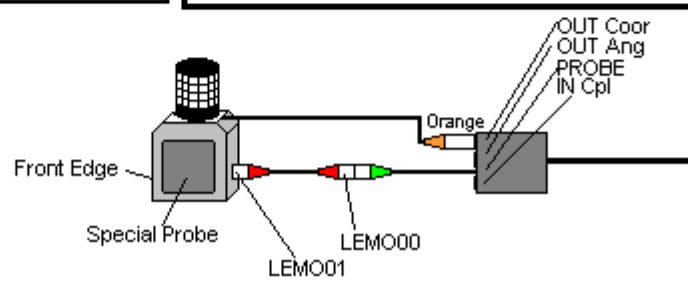 OUT Coor
OUT Ang
PROBE
IN Cpl
Orange
Front Edge
Special Probe
LEMO00
LEMO01